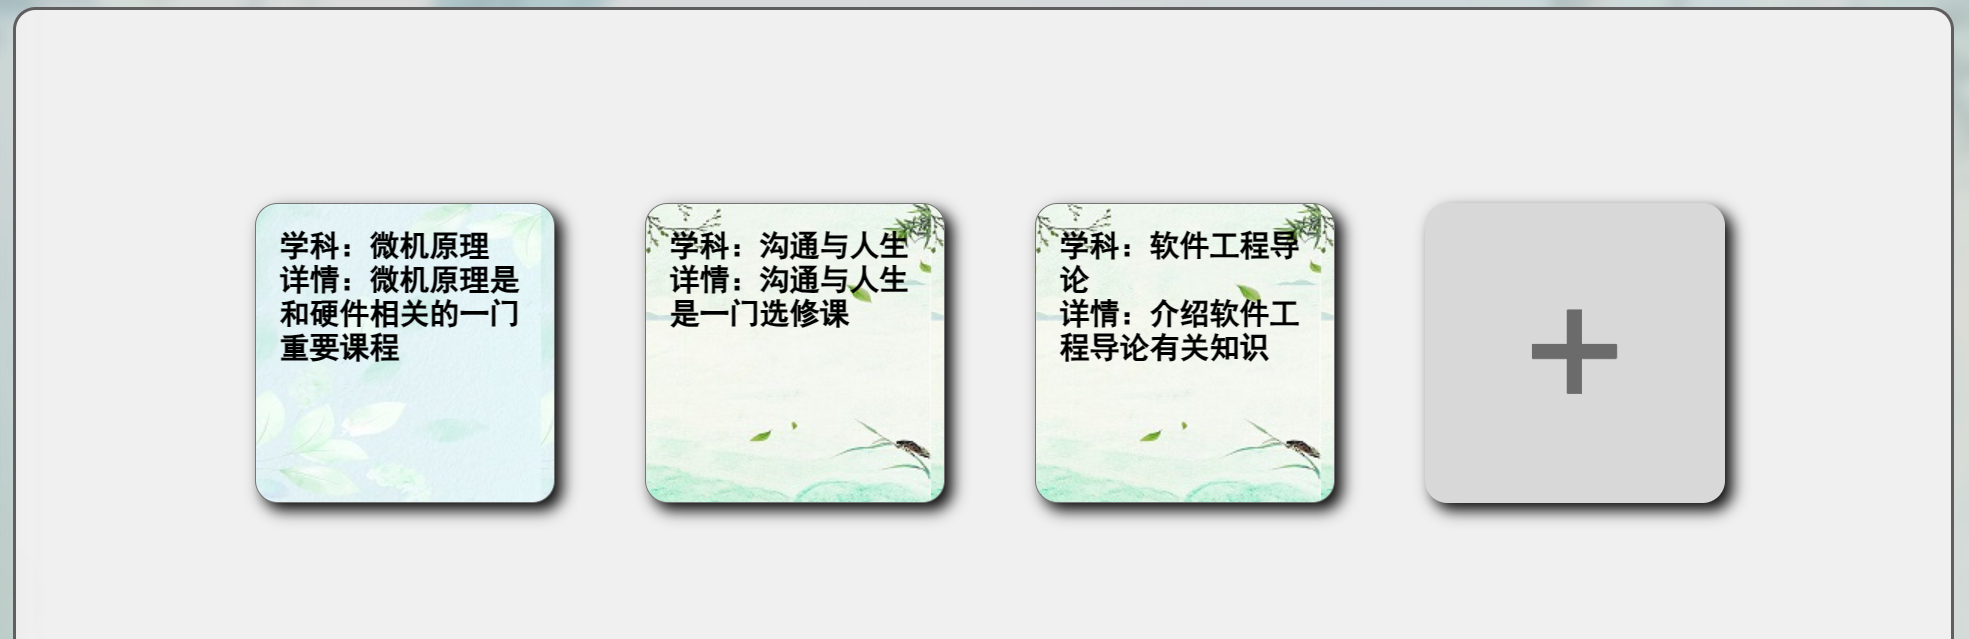 学科：微机原理
详情：微机原理是
和硬件相关的一门
重要课程
学科：沟通与人生
详情：沟通与人生
是一门选修课
学科：软件工程导
论
详情：介绍软件工
程导论有关知识